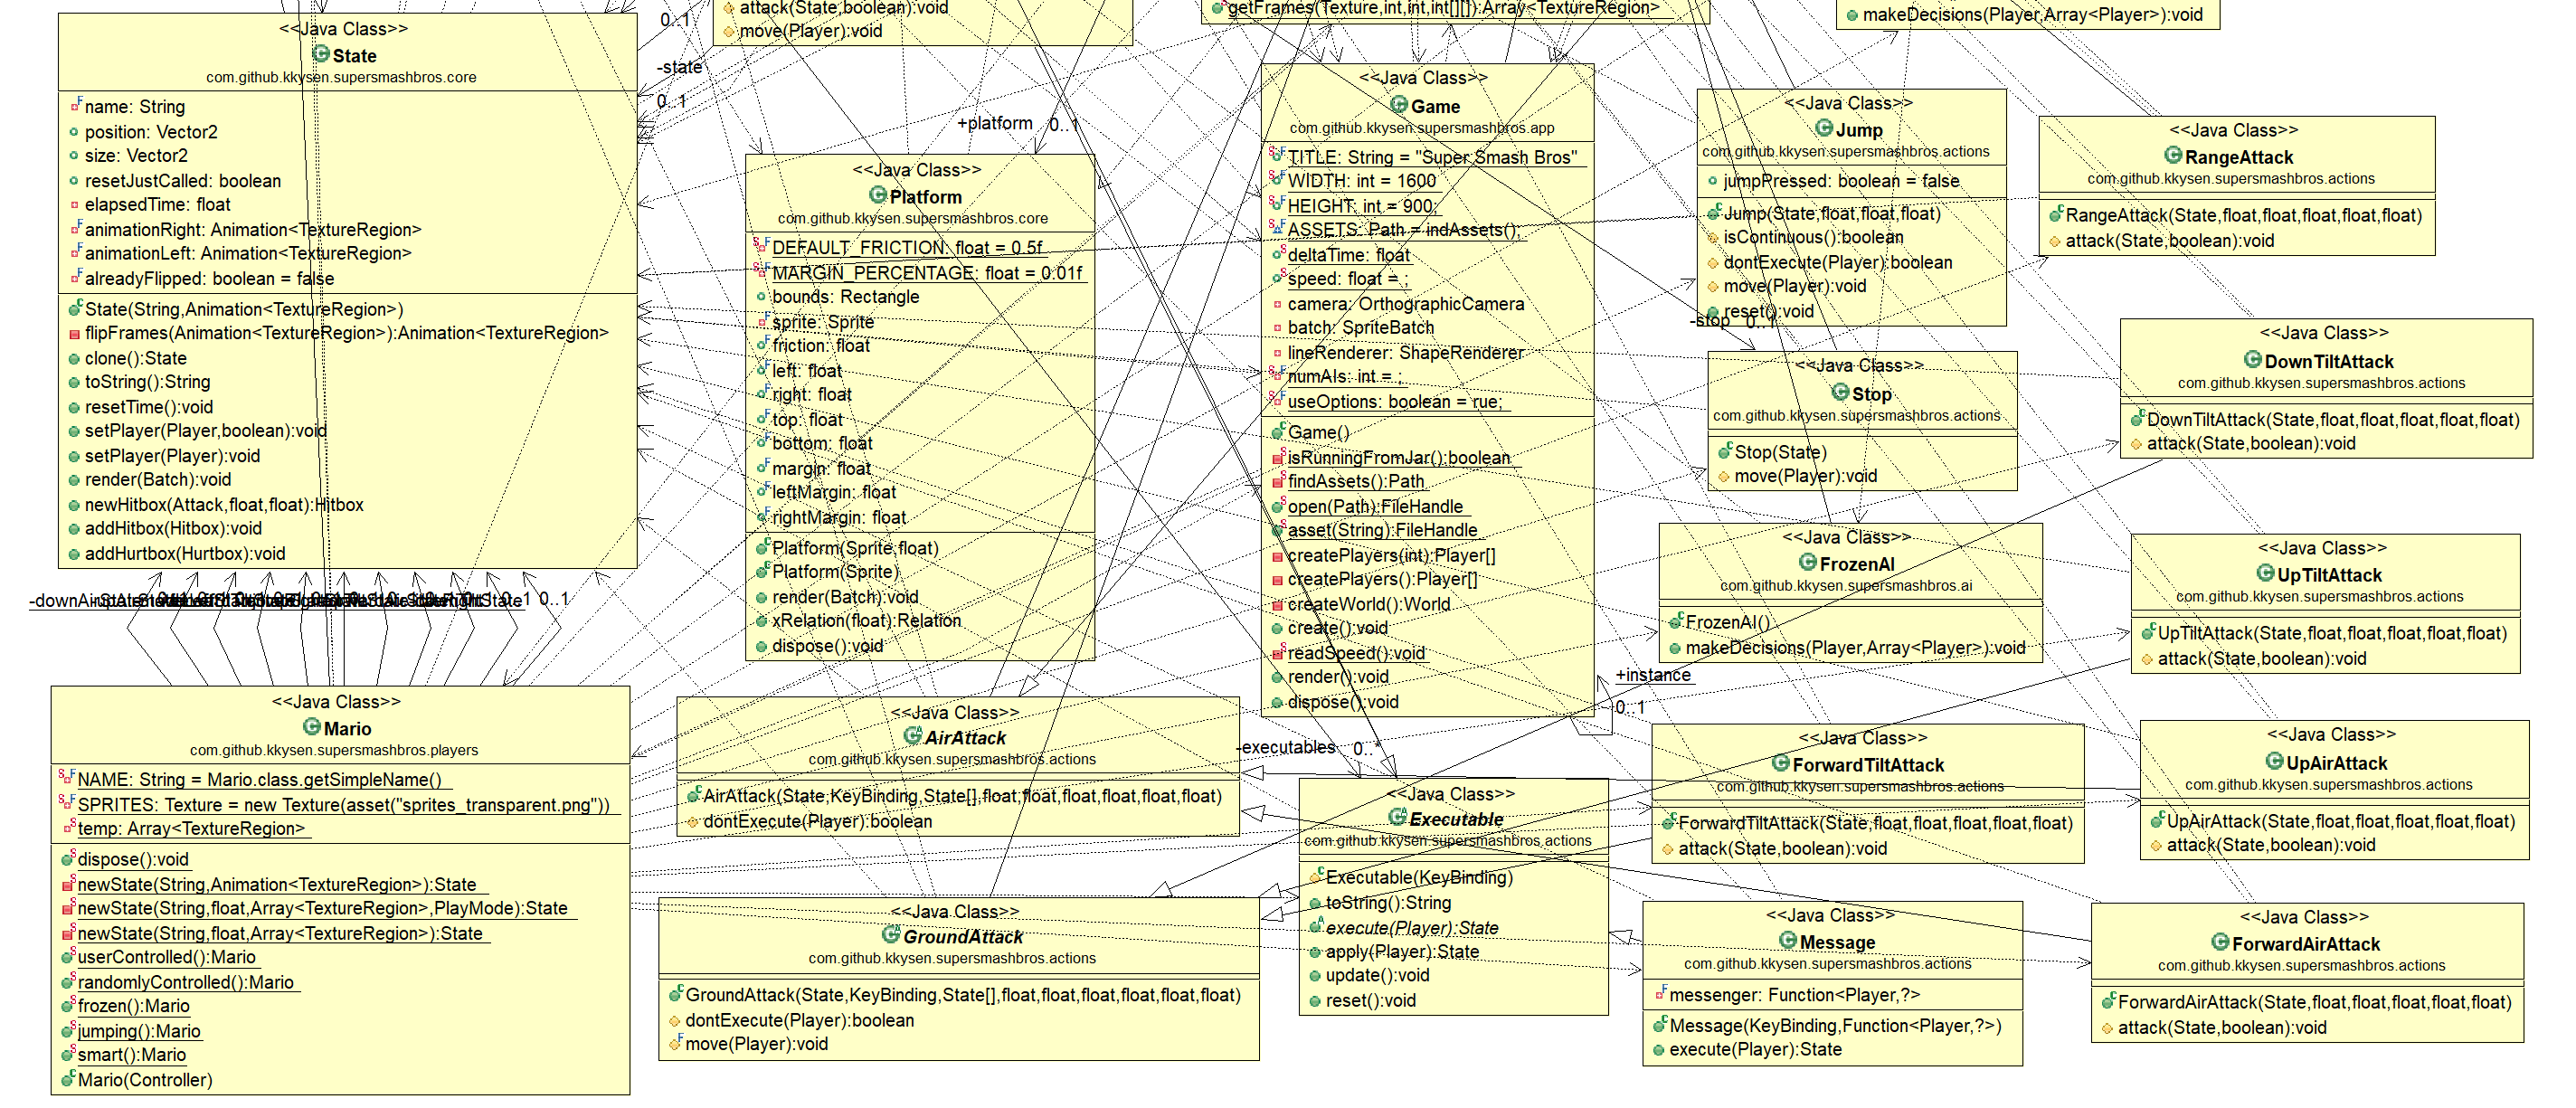 attack(State,boolean):void
move(Player):void
getFrames(Texture,int,int,int[][]):Array<TextureRegion>
makeDecisions(Player,Array<Player>):void
<<Java Class>>
State
com.github.kkysen.supersmashbros.core
name: String
position: Vector2
size: Vector2
resetJustCalled: boolean
elapsedTime: float
animationRight: Animation<TextureRegion>
animationLeft: Animation<TextureRegion>
alreadyFlipped: boolean = false
State(String,Animation<TextureRegion>)
flipFrames(Animation<TextureRegion>):Animation<TextureRegion>
clone():State
toString():String
resetTime():void
setPlayer(Player,boolean):void
setPlayer(Player):void
render(Batch):void
newHitbox(Attack,float,float):Hitbox
addHitbox(Hitbox):void
addHurtbox(Hurtbox):void
0..1
-state
0..1
+platform
0..1
<<Java Class>>
Platform
com.github.kkysen.supersmashbros.core
DEFAULT_FRICTION: float = 0.5f
MARGIN_PERCENTAGE: float = 0.01f
bounds: Rectangle
sprite: Sprite
friction: float
left: float
right: float
top: float
bottom: float
margin: float
leftMargin: float
rightMargin: float
Platform(Sprite,float)
Platform(Sprite)
render(Batch):void
xRelation(float):Relation
dispose():void
<<Java Class>>
Game
com.github.kkysen.supersmashbros.app
TITLE: String = "Super Smash Bros"
WIDTH: int = 1600
HEIGHT: int = 900;
ASSETS: Path = indAssets();
deltaTime: float
speed: float = ;
camera: OrthographicCamera
batch: SpriteBatch
lineRenderer: ShapeRenderer
numAIs: int = ;
useOptions: boolean = rue;
Game()
isRunningFromJar():boolean
findAssets():Path
open(Path):FileHandle
asset(String):FileHandle
createPlayers(int):Player[]
createPlayers():Player[]
createWorld():World
create():void
readSpeed():void
render():void
dispose():void
+instance
0..1
<<Java Class>>
Jump
com.github.kkysen.supersmashbros.actions
jumpPressed: boolean = false
Jump(State,float,float,float)
isContinuous():boolean
dontExecute(Player):boolean
move(Player):void
reset():void
-stop
0..1
<<Java Class>>
RangeAttack
com.github.kkysen.supersmashbros.actions
RangeAttack(State,float,float,float,float,float)
attack(State,boolean):void
<<Java Class>>
Stop
com.github.kkysen.supersmashbros.actions
Stop(State)
move(Player):void
<<Java Class>>
DownTiltAttack
com.github.kkysen.supersmashbros.actions
DownTiltAttack(State,float,float,float,float,float)
attack(State,boolean):void
<<Java Class>>
FrozenAI
com.github.kkysen.supersmashbros.ai
FrozenAI()
makeDecisions(Player,Array<Player>):void
<<Java Class>>
UpTiltAttack
com.github.kkysen.supersmashbros.actions
UpTiltAttack(State,float,float,float,float,float)
attack(State,boolean):void
-downAir
0..1
<<Java Class>>
Mario
com.github.kkysen.supersmashbros.players
NAME: String = Mario.class.getSimpleName()
SPRITES: Texture = new Texture(asset("sprites_transparent.png"))
temp: Array<TextureRegion>
dispose():void
newState(String,Animation<TextureRegion>):State
newState(String,float,Array<TextureRegion>,PlayMode):State
newState(String,float,Array<TextureRegion>):State
userControlled():Mario
randomlyControlled():Mario
frozen():Mario
jumping():Mario
smart():Mario
Mario(Controller)
<<Java Class>>
AirAttack
com.github.kkysen.supersmashbros.actions
AirAttack(State,KeyBinding,State[],float,float,float,float,float,float)
dontExecute(Player):boolean
<<Java Class>>
GroundAttack
com.github.kkysen.supersmashbros.actions
GroundAttack(State,KeyBinding,State[],float,float,float,float,float,float)
dontExecute(Player):boolean
move(Player):void
-executables
0..*
<<Java Class>>
Executable
com.github.kkysen.supersmashbros.actions
Executable(KeyBinding)
toString():String
execute(Player):State
apply(Player):State
update():void
reset():void
<<Java Class>>
ForwardTiltAttack
com.github.kkysen.supersmashbros.actions
ForwardTiltAttack(State,float,float,float,float,float)
attack(State,boolean):void
<<Java Class>>
UpAirAttack
com.github.kkysen.supersmashbros.actions
UpAirAttack(State,float,float,float,float,float)
attack(State,boolean):void
<<Java Class>>
Message
com.github.kkysen.supersmashbros.actions
messenger: Function<Player,?>
Message(KeyBinding,Function<Player,?>)
execute(Player):State
<<Java Class>>
ForwardAirAttack
com.github.kkysen.supersmashbros.actions
ForwardAirAttack(State,float,float,float,float,float)
attack(State,boolean):void